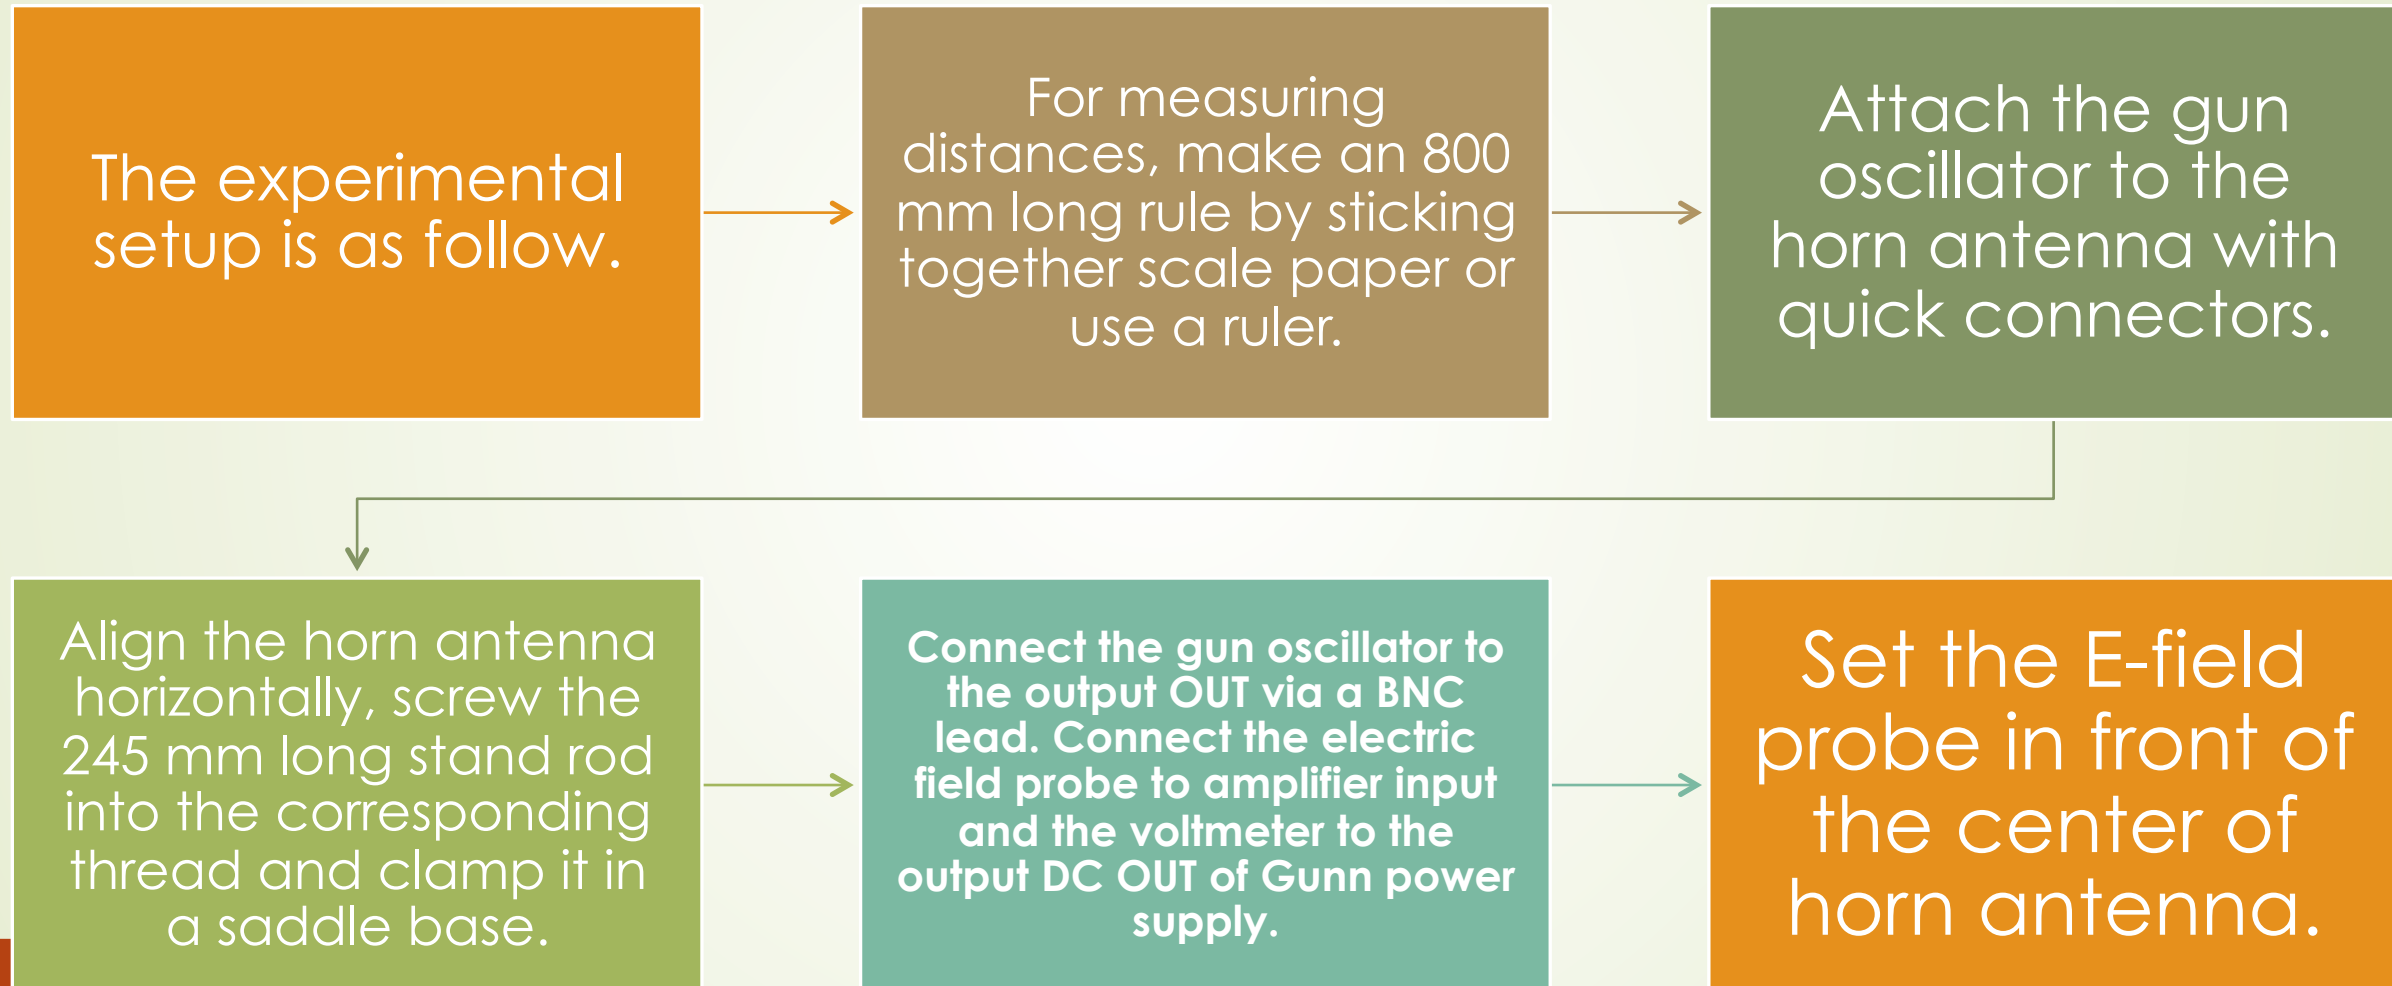 The experimental
setup is as follow.
For measuring
distances, make an 800
mm long rule by sticking
together scale paper or
use a ruler.
Attach the gun
oscillator to the
horn antenna with
quick connectors.
Align the horn antenna
horizontally, screw the
245 mm long stand rod
into the corresponding
thread and clamp it in
a saddle base.
Connect the gun oscillator to
the output OUT via a BNC
lead. Connect the electric
field probe to amplifier input
and the voltmeter to the
output DC OUT of Gunn power
supply.
Set the E-field
probe in front of
the center of
horn antenna.